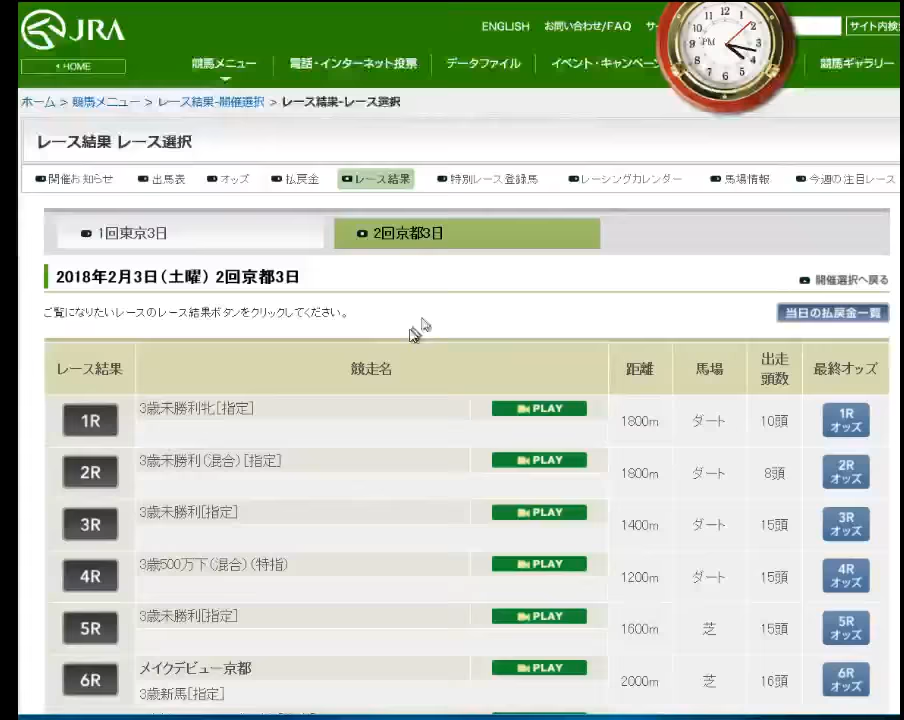 JRA
ENGLISH お問い合わせ/FAQ サ サイト内検
HOME 競馬メニュー 電話・インターネット投票 データファイル イベント・キャンペーン 競馬ギャラリー
ホーム > 競馬メニュー > レース結果-開催選択 > レース結果-レース選択
レース結果 レース選択
開催お知らせ 出馬表 オッズ 払戻金 レース結果 特別レース登録馬 レーシングカレンダー 馬場情報 今週の注目レース
1回東京3日 2回京都3日
2018年2月3日(土曜) 2回京都3日
開催選択へ戻る
ご覧になりたいレースのレース結果ボタンをクリックしてください。
当日の払戻金一覧
レース結果 競走名 距離 馬場 出走頭数 最終オッズ
1R 3歳未勝利牝[指定] PLAY 1800m ダート 10頭 1Rオッズ
2R 3歳未勝利(混合)[指定] PLAY 1800m ダート 8頭 2Rオッズ
3R 3歳未勝利[指定] PLAY 1400m ダート 15頭 3Rオッズ
4R 3歳500万下(混合)(特指) PLAY 1200m ダート 15頭 4Rオッズ
5R 3歳未勝利[指定] PLAY 1600m 芝 15頭 5Rオッズ
6R メイクデビュー京都 PLAY 2000m 芝 16頭 6Rオッズ
3歳新馬[指定]